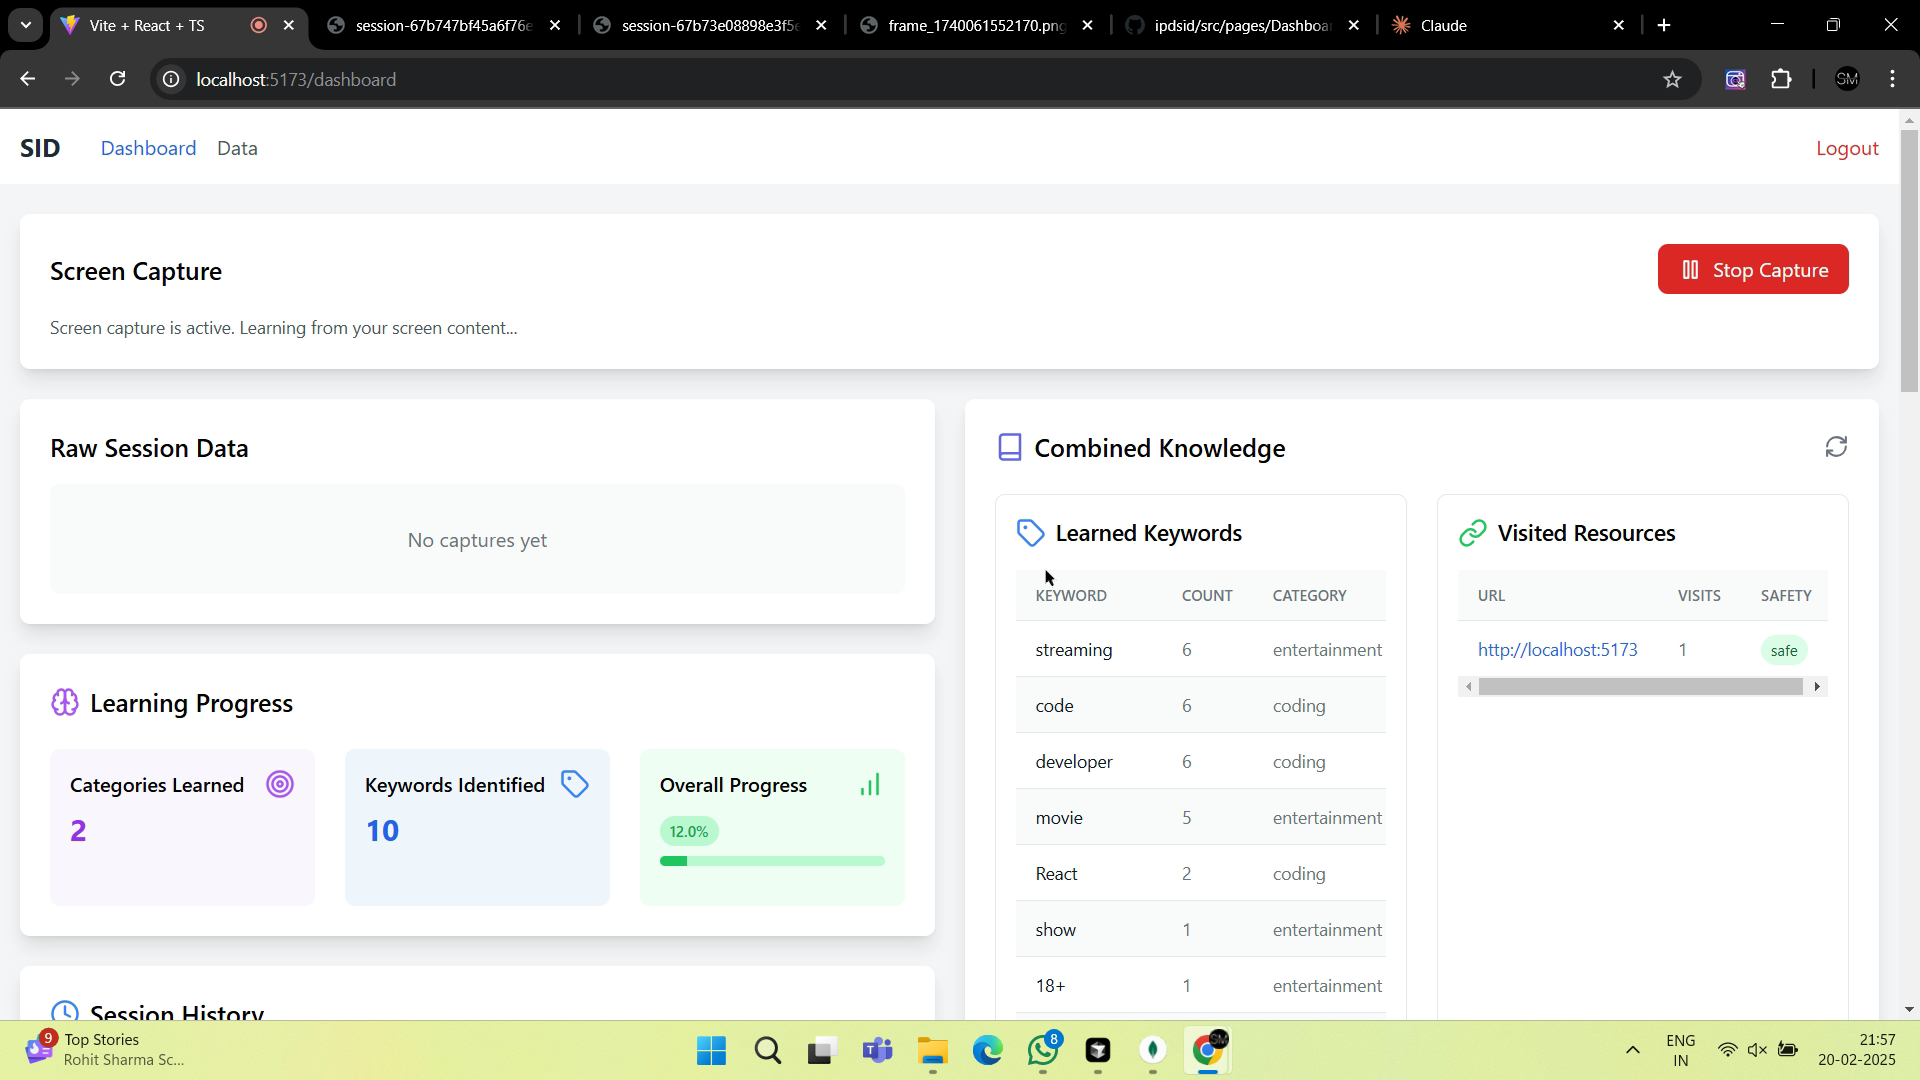 Vite + React + TS
session-67b747bf45a6f76e
session-67b73e08898e3f5e
frame_1740061552170.png
ipdsid/src/pages/Dashboar
Claude
localhost:5173/dashboard
SM
SID
Dashboard
Data
Logout
Screen Capture
Stop Capture
Screen capture is active. Learning from your screen content...
Raw Session Data
No captures yet
Learning Progress
Categories Learned
2
Keywords Identified
10
Overall Progress
12.0%
Session History
Combined Knowledge
Learned Keywords
KEYWORD COUNT CATEGORY
streaming 6 entertainment
code 6 coding
developer 6 coding
movie 5 entertainment
React 2 coding
show 1 entertainment
18+ 1 entertainment
Visited Resources
URL VISITS SAFETY
http://localhost:5173 1 safe
9
Top Stories
Rohit Sharma Sc...
8
SM
ENG
IN
21:57
20-02-2025